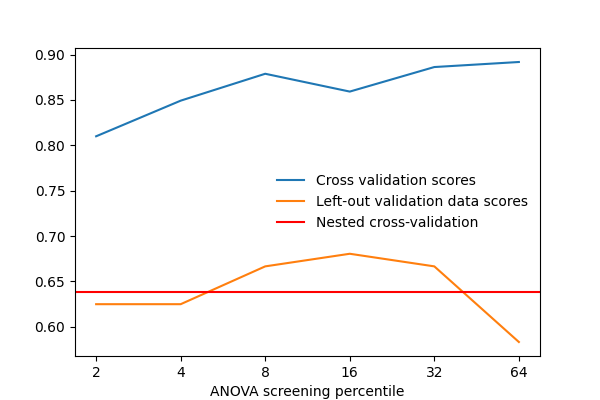 0.90
0.85
0.80
0.75
0.70
0.65
0.60
Cross validation scores
Left-out validation data scores
Nested cross-validation
2 4 8 16 32 64
ANOVA screening percentile